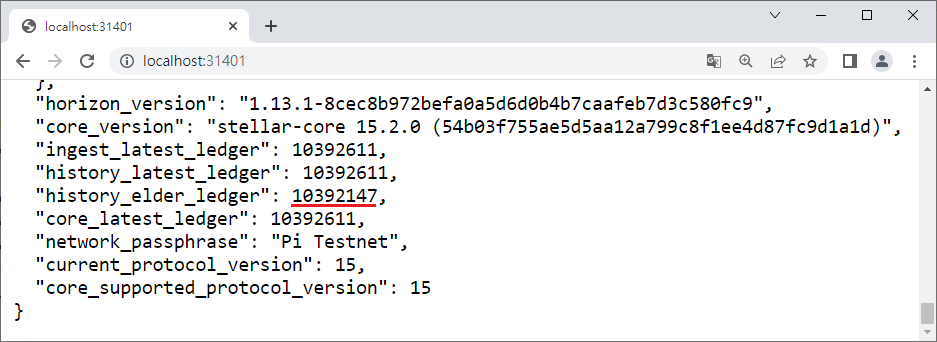 localhost:31401
localhost:31401
},
"horizon_version": "1.13.1-8cec8b972befa0a5d6d0b4b7caafeb7d3c580fc9",
"core_version": "stellar-core 15.2.0 (54b03f755ae5d5aa12a799c8f1ee4d87fc9d1a1d)",
"ingest_latest_ledger": 10392611,
"history_latest_ledger": 10392611,
"history_elder_ledger": 10392147,
"core_latest_ledger": 10392611,
"network_passphrase": "Pi Testnet",
"current_protocol_version": 15,
"core_supported_protocol_version": 15
}